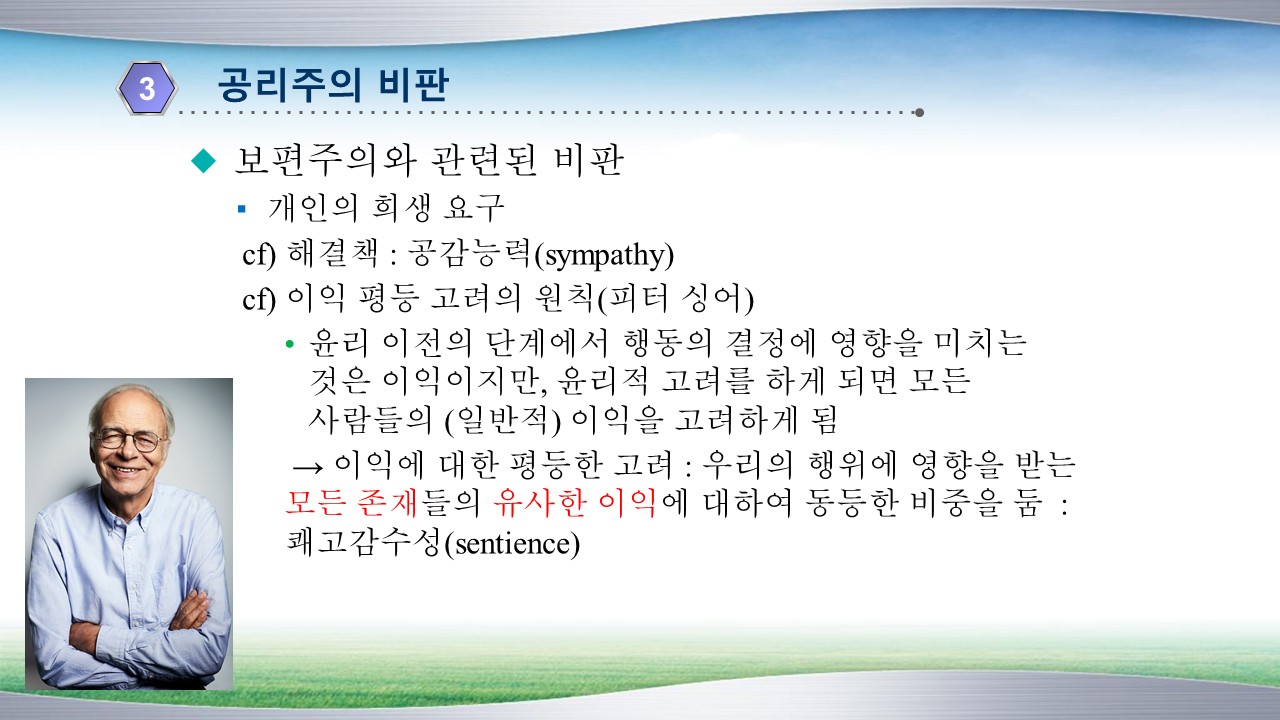 3
공리주의 비판
◆ 보편주의와 관련된 비판
▪ 개인의 희생 요구
cf) 해결책 : 공감능력(sympathy)
cf) 이익 평등 고려의 원칙(피터 싱어)
• 윤리 이전의 단계에서 행동의 결정에 영향을 미치는
것은 이익이지만, 윤리적 고려를 하게 되면 모든
사람들의 (일반적) 이익을 고려하게 됨
→ 이익에 대한 평등한 고려 : 우리의 행위에 영향을 받는
모든 존재들의 유사한 이익에 대하여 동등한 비중을 둠 :
쾌고감수성(sentience)